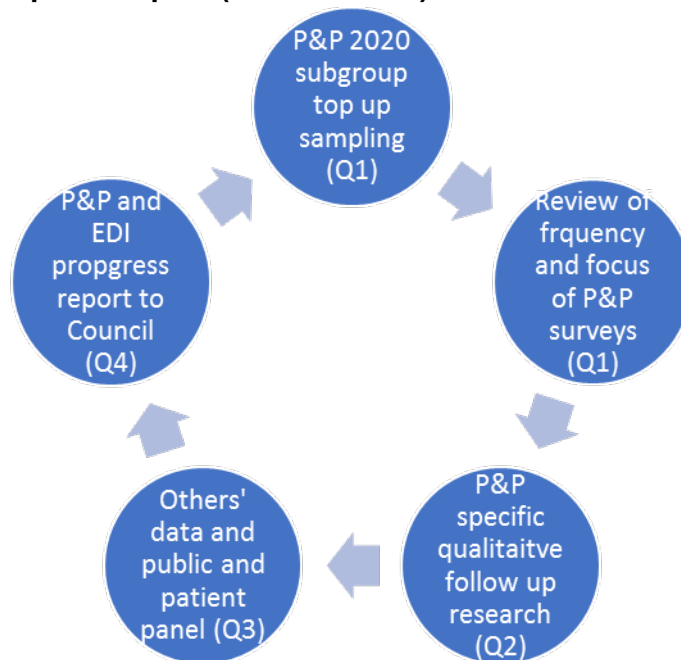 P&P 2020
subgroup
top up
sampling
(Q1)
Review of
frquency
and focus
of P&P
surveys
(Q1)
P&P
specific
qualitaitve
follow up
research
(Q2)
Others'
data and
public and
patient
panel (Q3)
P&P and
EDI
propgress
report to
Council
(Q4)